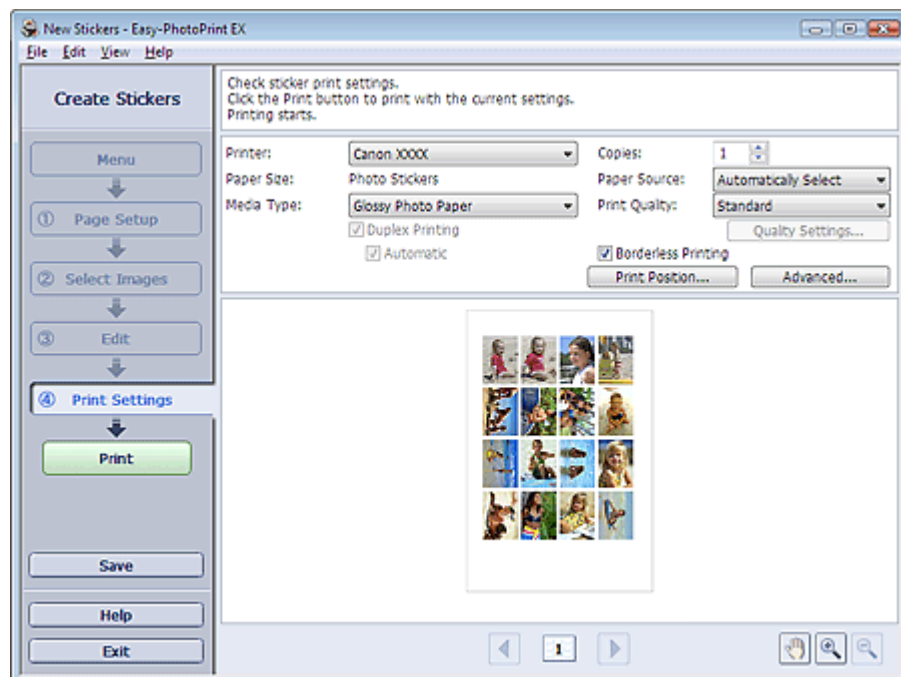 New Stickers - Easy-PhotoPrint EX
File Edit View Help
Create Stickers
Menu
① Page Setup
② Select Images
③ Edit
④ Print Settings
Print
Save
Help
Exit
Check sticker print settings.
Click the Print button to print with the current settings.
Printing starts.
Printer: Canon XXXX Copies: 1
Paper Size: Photo Stickers Paper Source: Automatically Select
Media Type: Glossy Photo Paper Print Quality: Standard
Duplex Printing Quality Settings...
Automatic Borderless Printing
Print Position... Advanced...
1